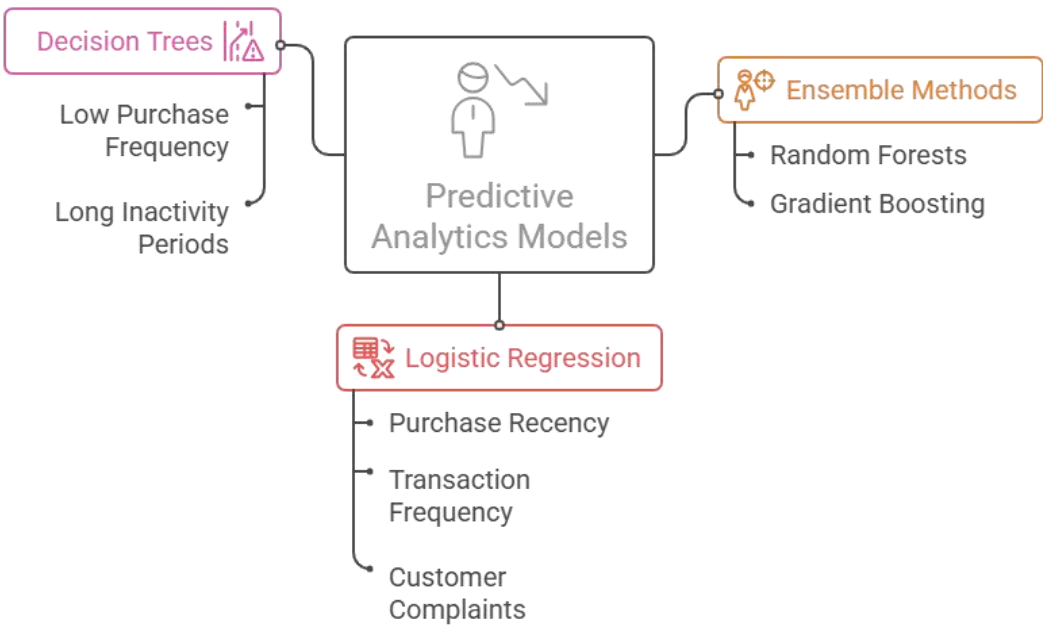 Decision Trees
Low Purchase
Frequency
Long Inactivity
Periods
Predictive
Analytics Models
Ensemble Methods
Random Forests
Gradient Boosting
Logistic Regression
Purchase Recency
Transaction
Frequency
Customer
Complaints